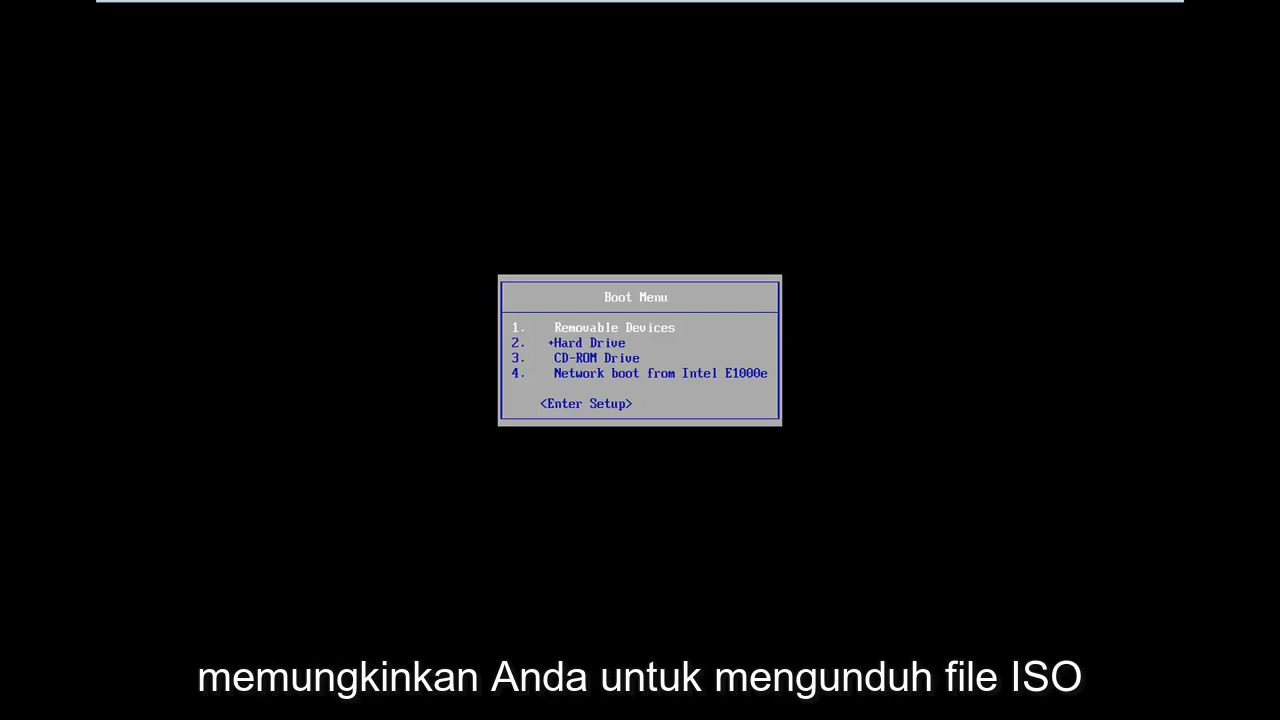 Boot Menu
1. Removable Devices
2. +Hard Drive
3. CD-ROM Drive
4. Network boot from Intel E1000e
<Enter Setup>
memungkinkan Anda untuk mengunduh file ISO